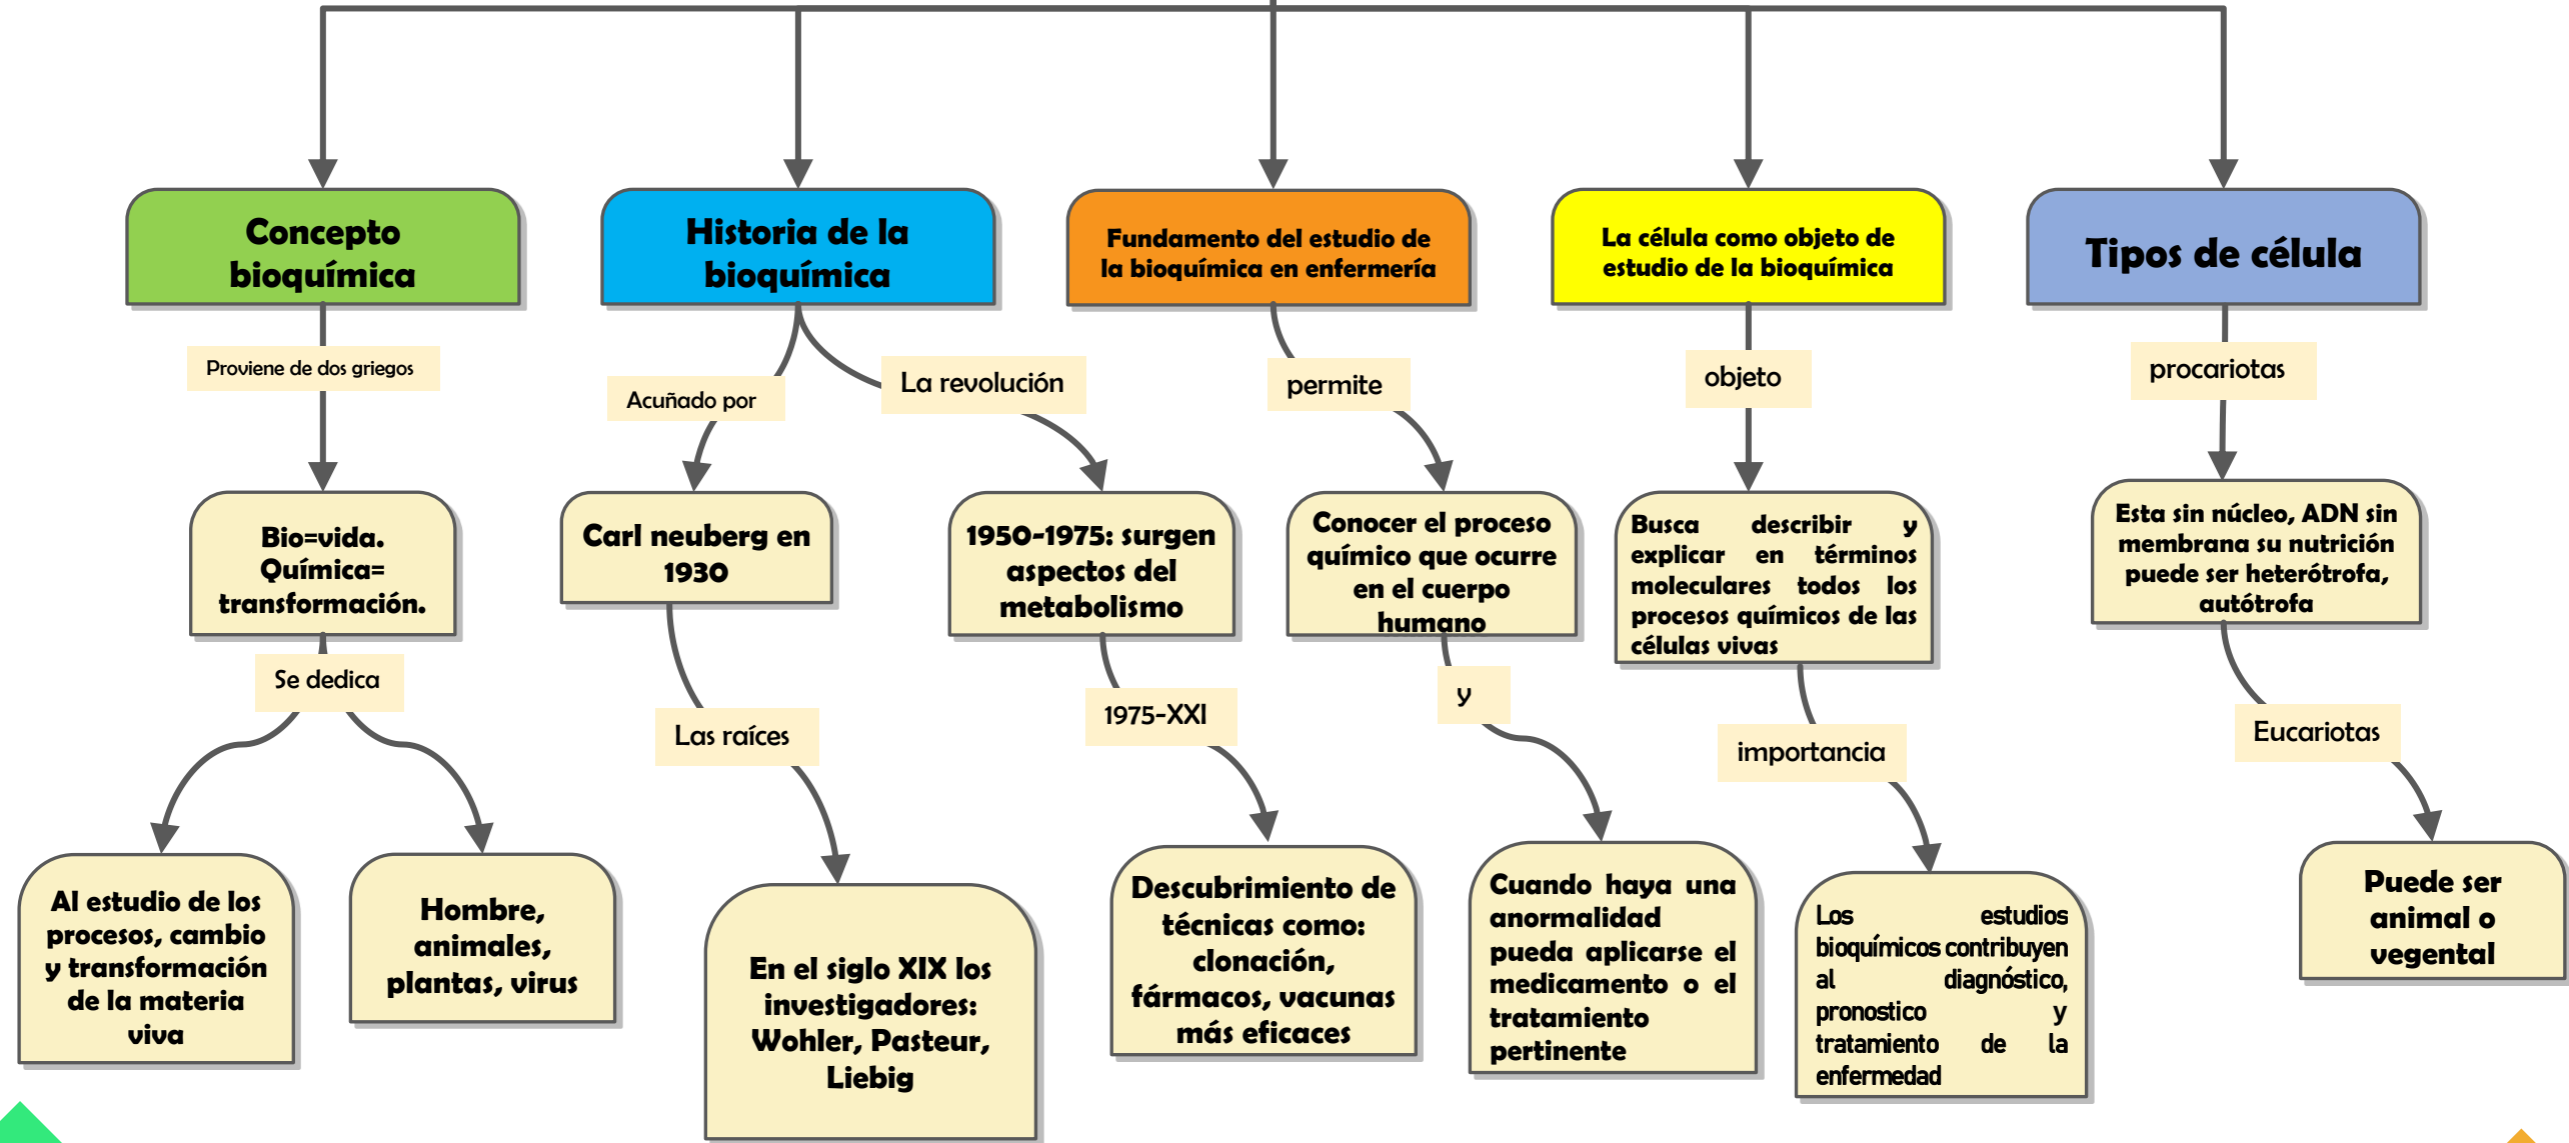 Concepto
bioquímica
Historia de la
bioquímica
Fundamento del estudio de
la bioquímica en enfermería
La célula como objeto de
estudio de la bioquímica
Tipos de célula
Proviene de dos griegos
Acuñado por
La revolución
permite
objeto
procariotas
Bio=vida.
Química=
transformación.
Carl neuberg en
1930
1950-1975: surgen
aspectos del
metabolismo
Conocer el proceso
químico que ocurre
en el cuerpo
humano
Busca describir y
explicar en términos
moleculares todos los
procesos químicos de las
células vivas
Esta sin núcleo, ADN sin
membrana su nutrición
puede ser heterótrofa,
autótrofa
Se dedica
Las raíces
1975-XXI
y
importancia
Eucariotas
Al estudio de los
procesos, cambio
y transformación
de la materia
viva
Hombre,
animales,
plantas, virus
En el siglo XIX los
investigadores:
Wohler, Pasteur,
Liebig
Descubrimiento de
técnicas como:
clonación,
fármacos, vacunas
más eficaces
Cuando haya una
anormalidad
pueda aplicarse el
medicamento o el
tratamiento
pertinente
Los estudios
bioquímicos contribuyen
al diagnóstico,
pronostico y
tratamiento de la
enfermedad
Puede ser
animal o
vegental